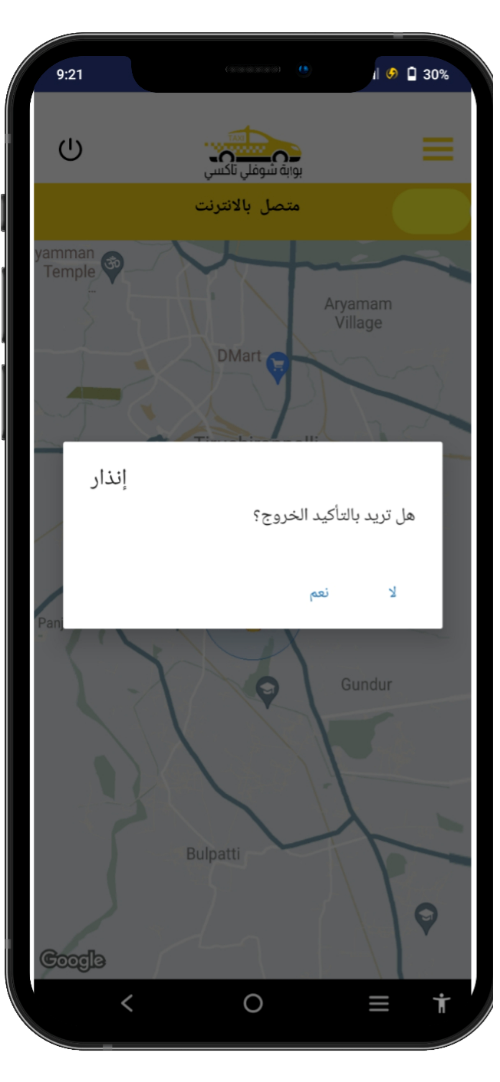 9:21
30%
TAXI
بوابة شوفلي تاكسي
متصل بالانترنت
yamman
Temple
Aryamam
Village
DMart
إنذار
هل تريد بالتأكيد الخروج؟
لا
نعم
Gundur
Bulpatti
Google